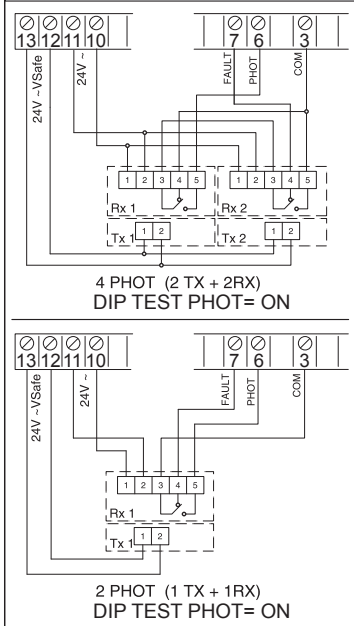 13 12 11 10 7 6 3
24V ~VSafe
24V ~
FAULT
PHOT
COM
1 2 3 4 5 1 2 3 4 5
Rx 1 Rx 2
Tx 1 1 2 Tx 2 1 2
4 PHOT (2 TX + 2RX)
DIP TEST PHOT= ON
13 12 11 10 7 6 3
24V ~VSafe
24V ~
FAULT
PHOT
COM
1 2 3 4 5
Rx 1
Tx 1 1 2
2 PHOT (1 TX + 1RX)
DIP TEST PHOT= ON